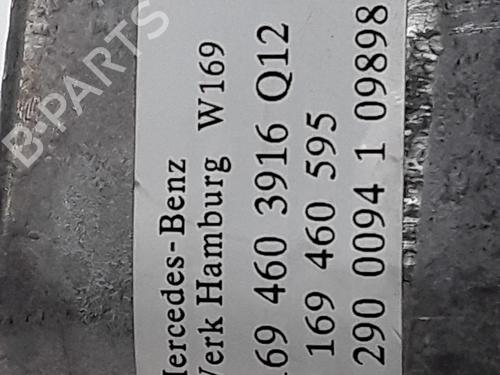 Mercedes-Benz
Werk Hamburg W169
169 460 3916 Q12
169 460 595
290 0094 1 09898
B-PARTS